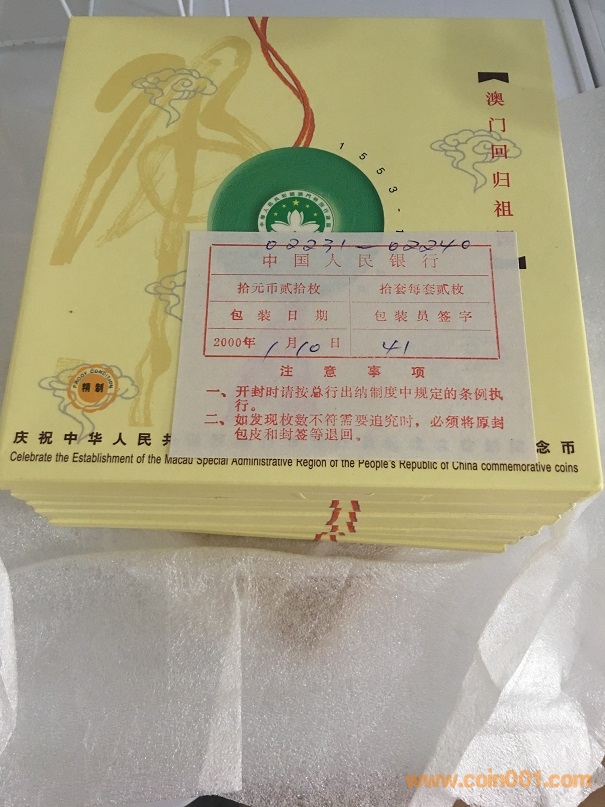 澳门回归祖
1553-1
02231-02240
中国人民银行
拾元币贰拾枚 拾套每套贰枚
包装日期 包装员签字
2000年1月10日 41
注意事项
一、开封时请按总行出纳制度中规定的条例执
行。
二、如发现枚数不符需要追究时，必须将原封
包皮和封签等退回。
PROOF CONDITION
精制
庆祝中华人民共 念币
Celebrate the Establishment of the Macau Special Administrative Region of the People's Republic of China commemorative coins
www.coin001.com